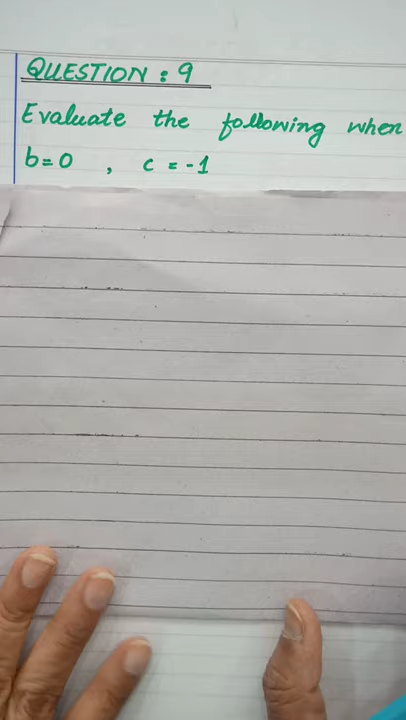 QUESTION : 9
Evaluate the following when
b=0 , c = -1